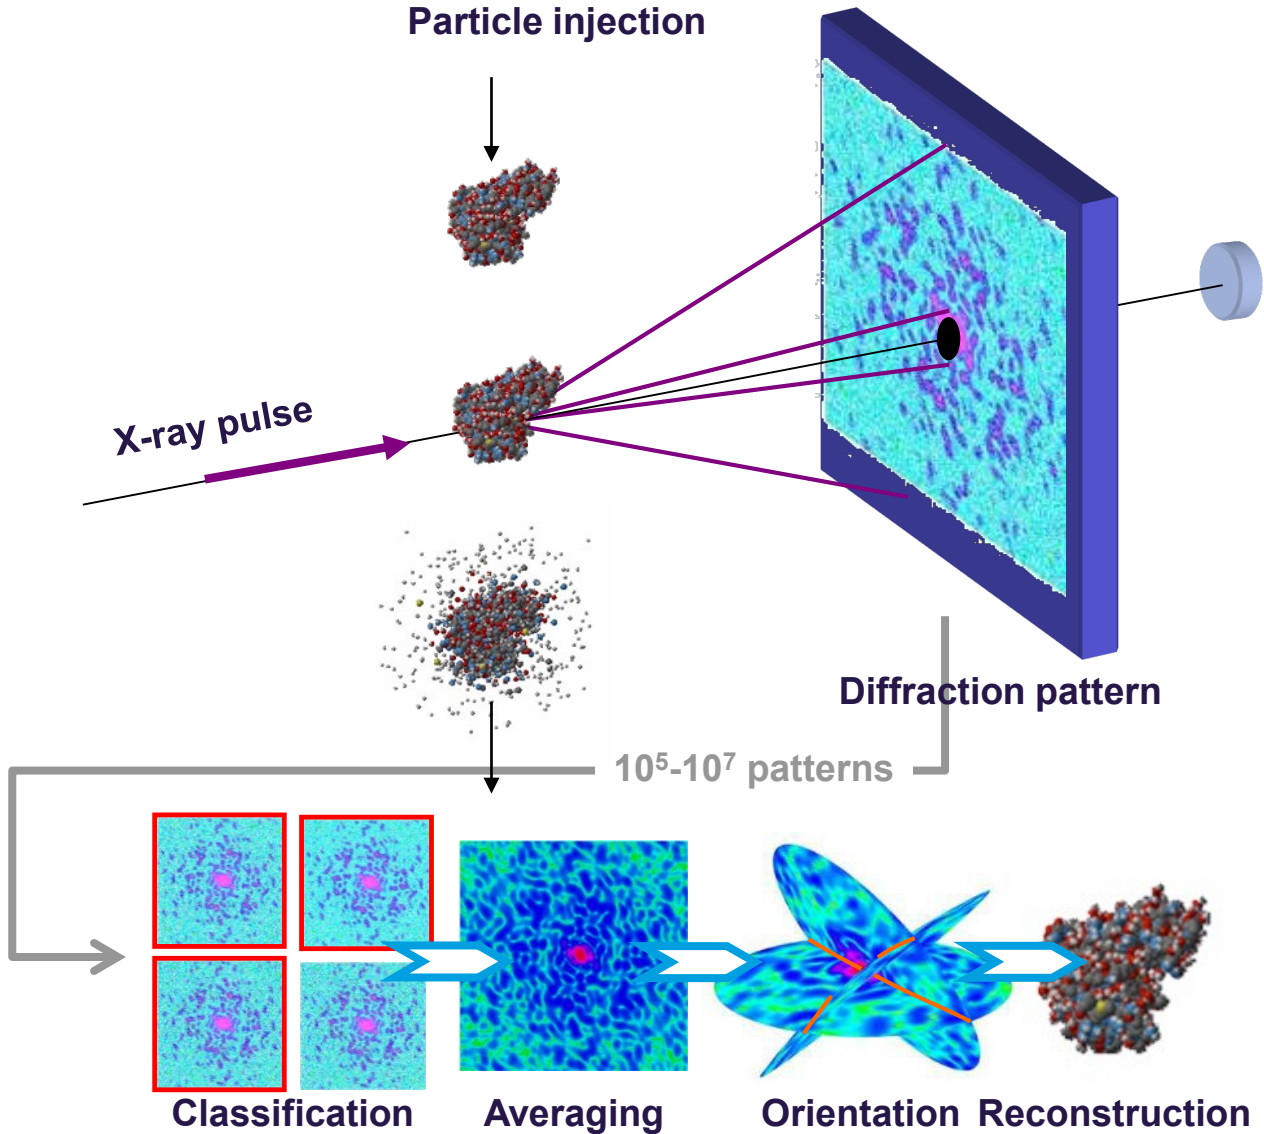 Particle injection
X-ray pulse
Diffraction pattern
10⁵-10⁷ patterns
Classification
Averaging
Orientation
Reconstruction